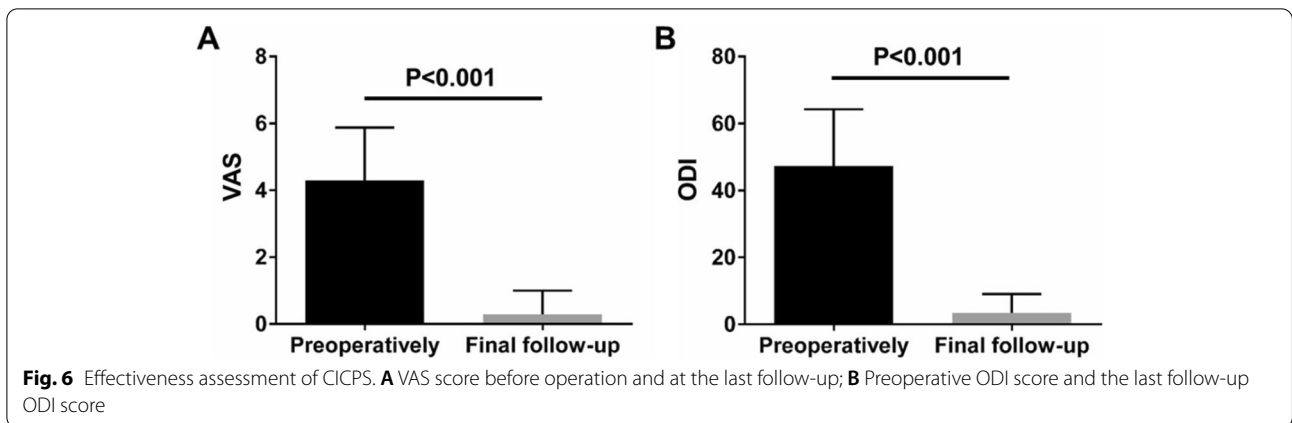 A
8
6
4
2
0
VAS
P<0.001
Preoperatively Final follow-up
B
80
60
40
20
0
ODI
P<0.001
Preoperatively Final follow-up
Fig. 6 Effectiveness assessment of CICPS. A VAS score before operation and at the last follow-up; B Preoperative ODI score and the last follow-up
ODI score